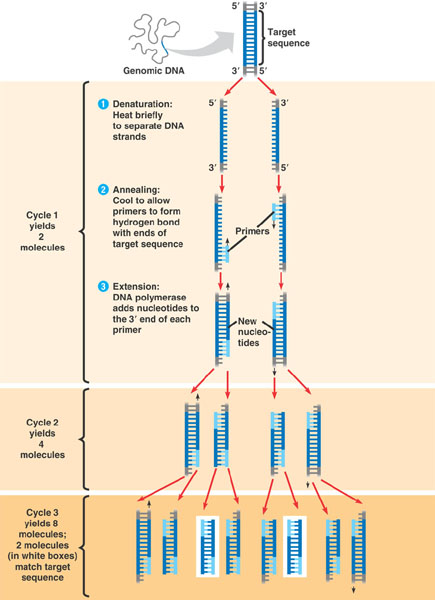 5′ 3′
Target
sequence
Genomic DNA
3′ 5′
1 Denaturation:
Heat briefly
to separate DNA
strands
5′ 3′
3′ 5′
2 Annealing:
Cool to allow
primers to form
hydrogen bond
with ends of
target sequence
Cycle 1
yields
2
molecules
Primers
3 Extension:
DNA polymerase
adds nucleotides to
the 3′ end of each
primer
New
nucleo-
tides
Cycle 2
yields
4
molecules
Cycle 3
yields 8
molecules;
2 molecules
(in white boxes)
match target
sequence